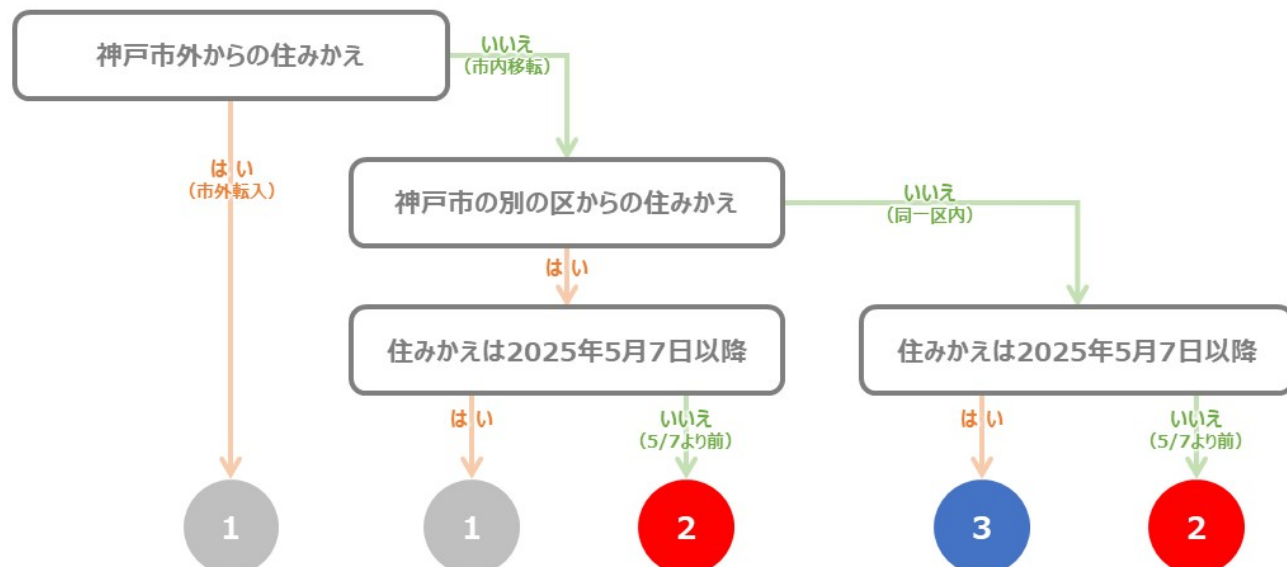 神戸市外からの住みかえ
いいえ
（市内移転）
はい
（市外転入）
神戸市の別の区からの住みかえ
いいえ
（同一区内）
はい
住みかえは2025年5月7日以降
住みかえは2025年5月7日以降
はい
いいえ
（5/7より前）
はい
いいえ
（5/7より前）
1
1
2
3
2